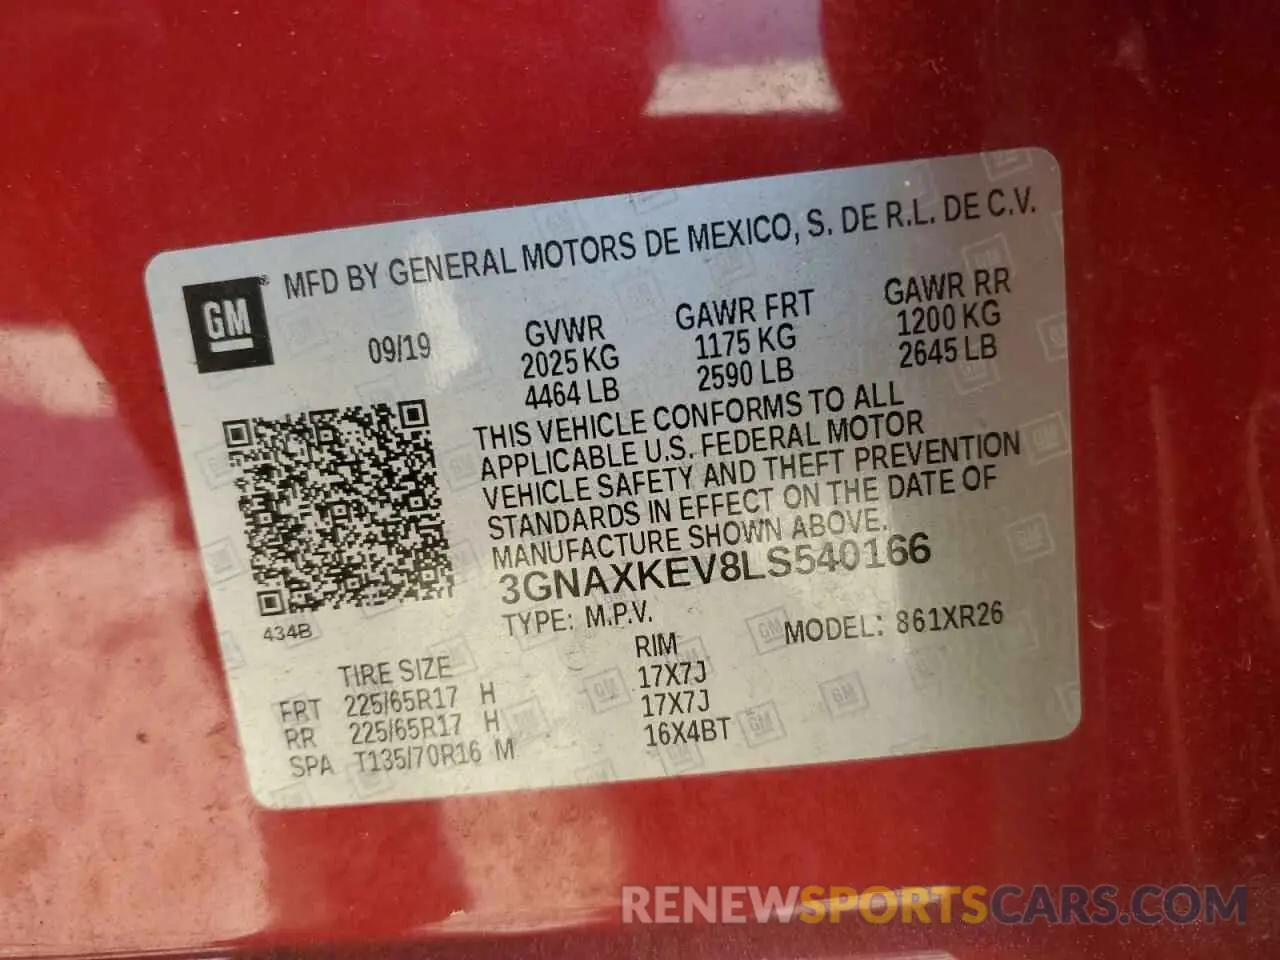 GM® MFD BY GENERAL MOTORS DE MEXICO, S. DE R.L. DE C.V.
09/19 GVWR GAWR FRT GAWR RR
2025 KG 1175 KG 1200 KG
4464 LB 2590 LB 2645 LB
THIS VEHICLE CONFORMS TO ALL
APPLICABLE U.S. FEDERAL MOTOR
VEHICLE SAFETY AND THEFT PREVENTION
STANDARDS IN EFFECT ON THE DATE OF
MANUFACTURE SHOWN ABOVE.
3GNAXKEV8LS540166
434B
TYPE: M.P.V. MODEL: 861XR26
TIRE SIZE RIM
FRT 225/65R17 H 17X7J
RR 225/65R17 H 17X7J
SPA T135/70R16 M 16X4BT
RENEWSPORTSCARS.COM